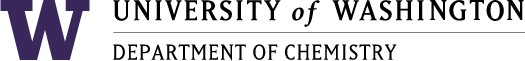 W
UNIVERSITY of WASHINGTON
DEPARTMENT OF CHEMISTRY